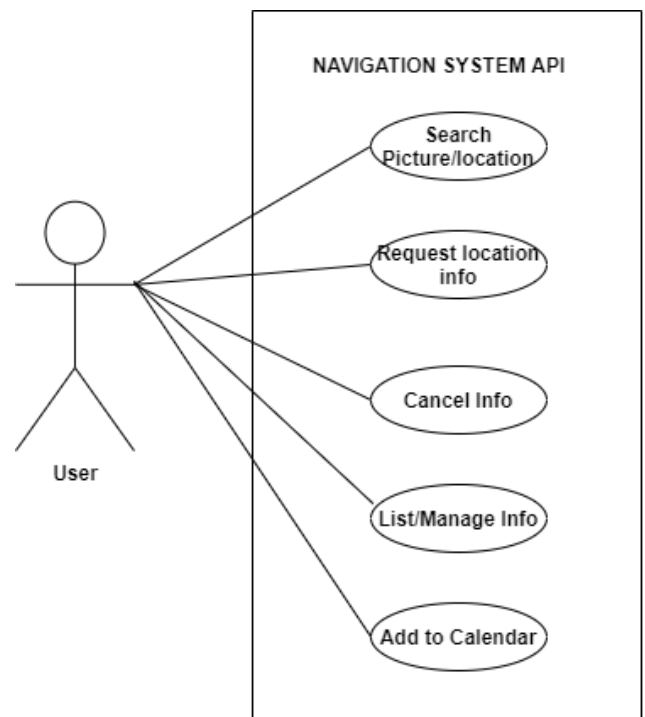 NAVIGATION SYSTEM API
Search
Picture/location
Request location
info
Cancel Info
User
List/Manage Info
Add to Calendar